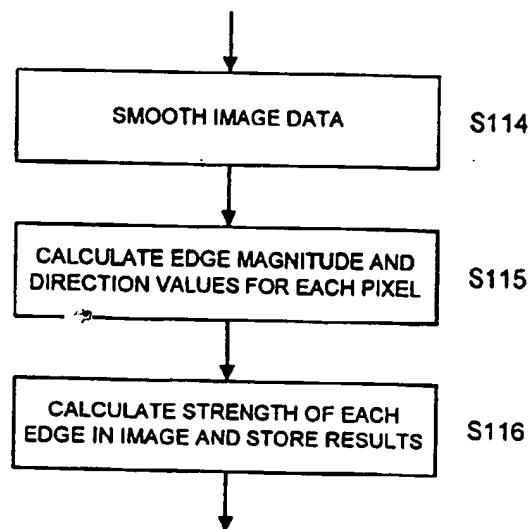 SMOOTH IMAGE DATA
S114
CALCULATE EDGE MAGNITUDE AND
DIRECTION VALUES FOR EACH PIXEL
S115
CALCULATE STRENGTH OF EACH
EDGE IN IMAGE AND STORE RESULTS
S116